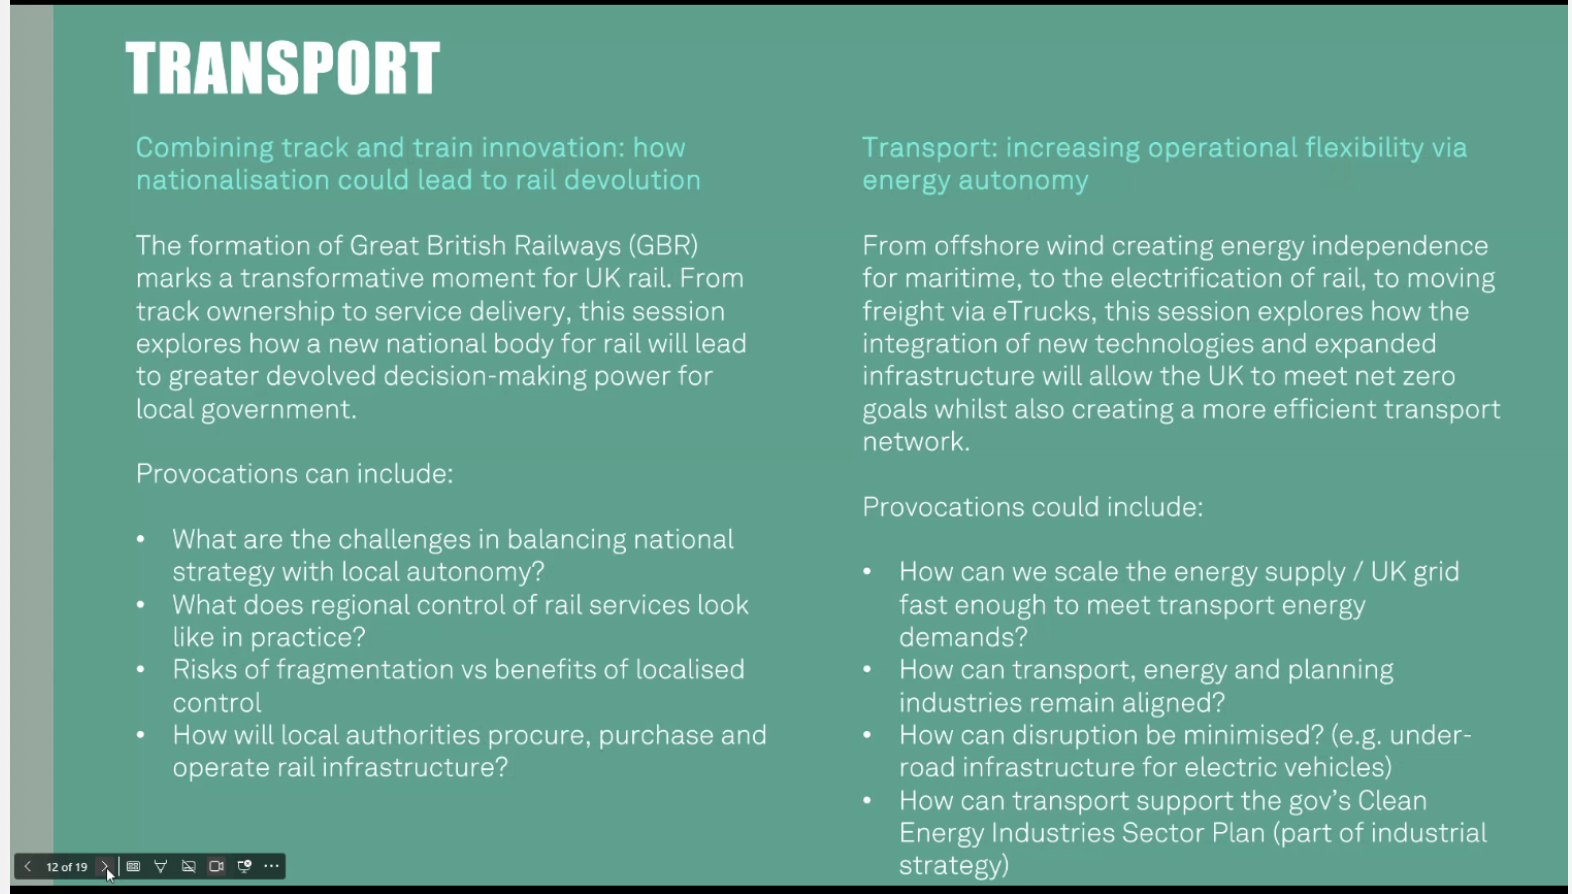 TRANSPORT
Combining track and train innovation: how
nationalisation could lead to rail devolution
The formation of Great British Railways (GBR)
marks a transformative moment for UK rail. From
track ownership to service delivery, this session
explores how a new national body for rail will lead
to greater devolved decision-making power for
local government.
Provocations can include:
• What are the challenges in balancing national
strategy with local autonomy?
• What does regional control of rail services look
like in practice?
• Risks of fragmentation vs benefits of localised
control
• How will local authorities procure, purchase and
operate rail infrastructure?
Transport: increasing operational flexibility via
energy autonomy
From offshore wind creating energy independence
for maritime, to the electrification of rail, to moving
freight via eTrucks, this session explores how the
integration of new technologies and expanded
infrastructure will allow the UK to meet net zero
goals whilst also creating a more efficient transport
network.
Provocations could include:
• How can we scale the energy supply / UK grid
fast enough to meet transport energy
demands?
• How can transport, energy and planning
industries remain aligned?
• How can disruption be minimised? (e.g. under-
road infrastructure for electric vehicles)
• How can transport support the gov’s Clean
Energy Industries Sector Plan (part of industrial
strategy)
12 of 19